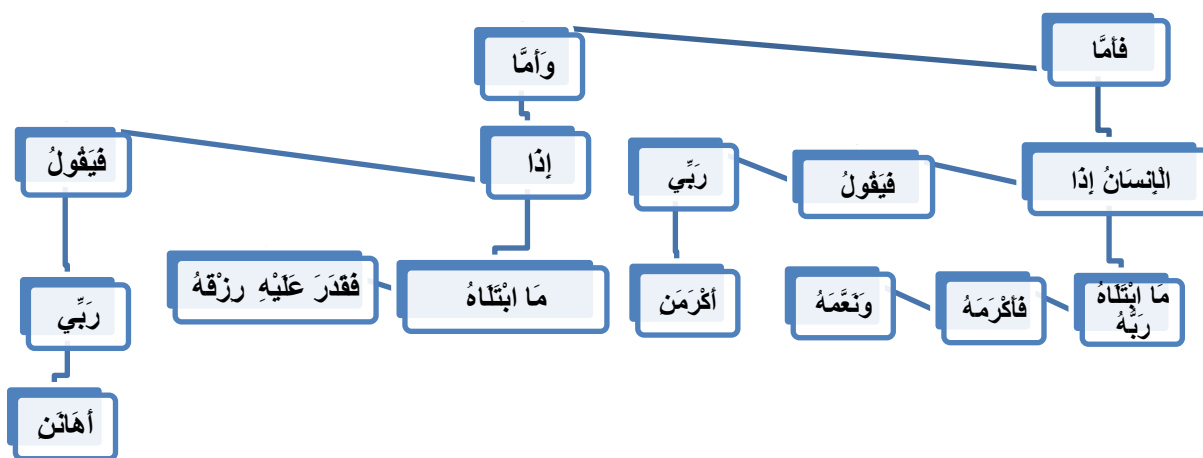 فَأَمَّا
الْإِنسَانُ إِذَا
مَا ابْتَلَاهُ
رَبُّهُ
فَأَكْرَمَهُ
وَنَعَّمَهُ
فَيَقُولُ
رَبِّي
أَكْرَمَنِ
وَأَمَّا
إِذَا
مَا ابْتَلَاهُ
فَقَدَرَ عَلَيْهِ رِزْقَهُ
فَيَقُولُ
رَبِّي
أَهَانَنِ